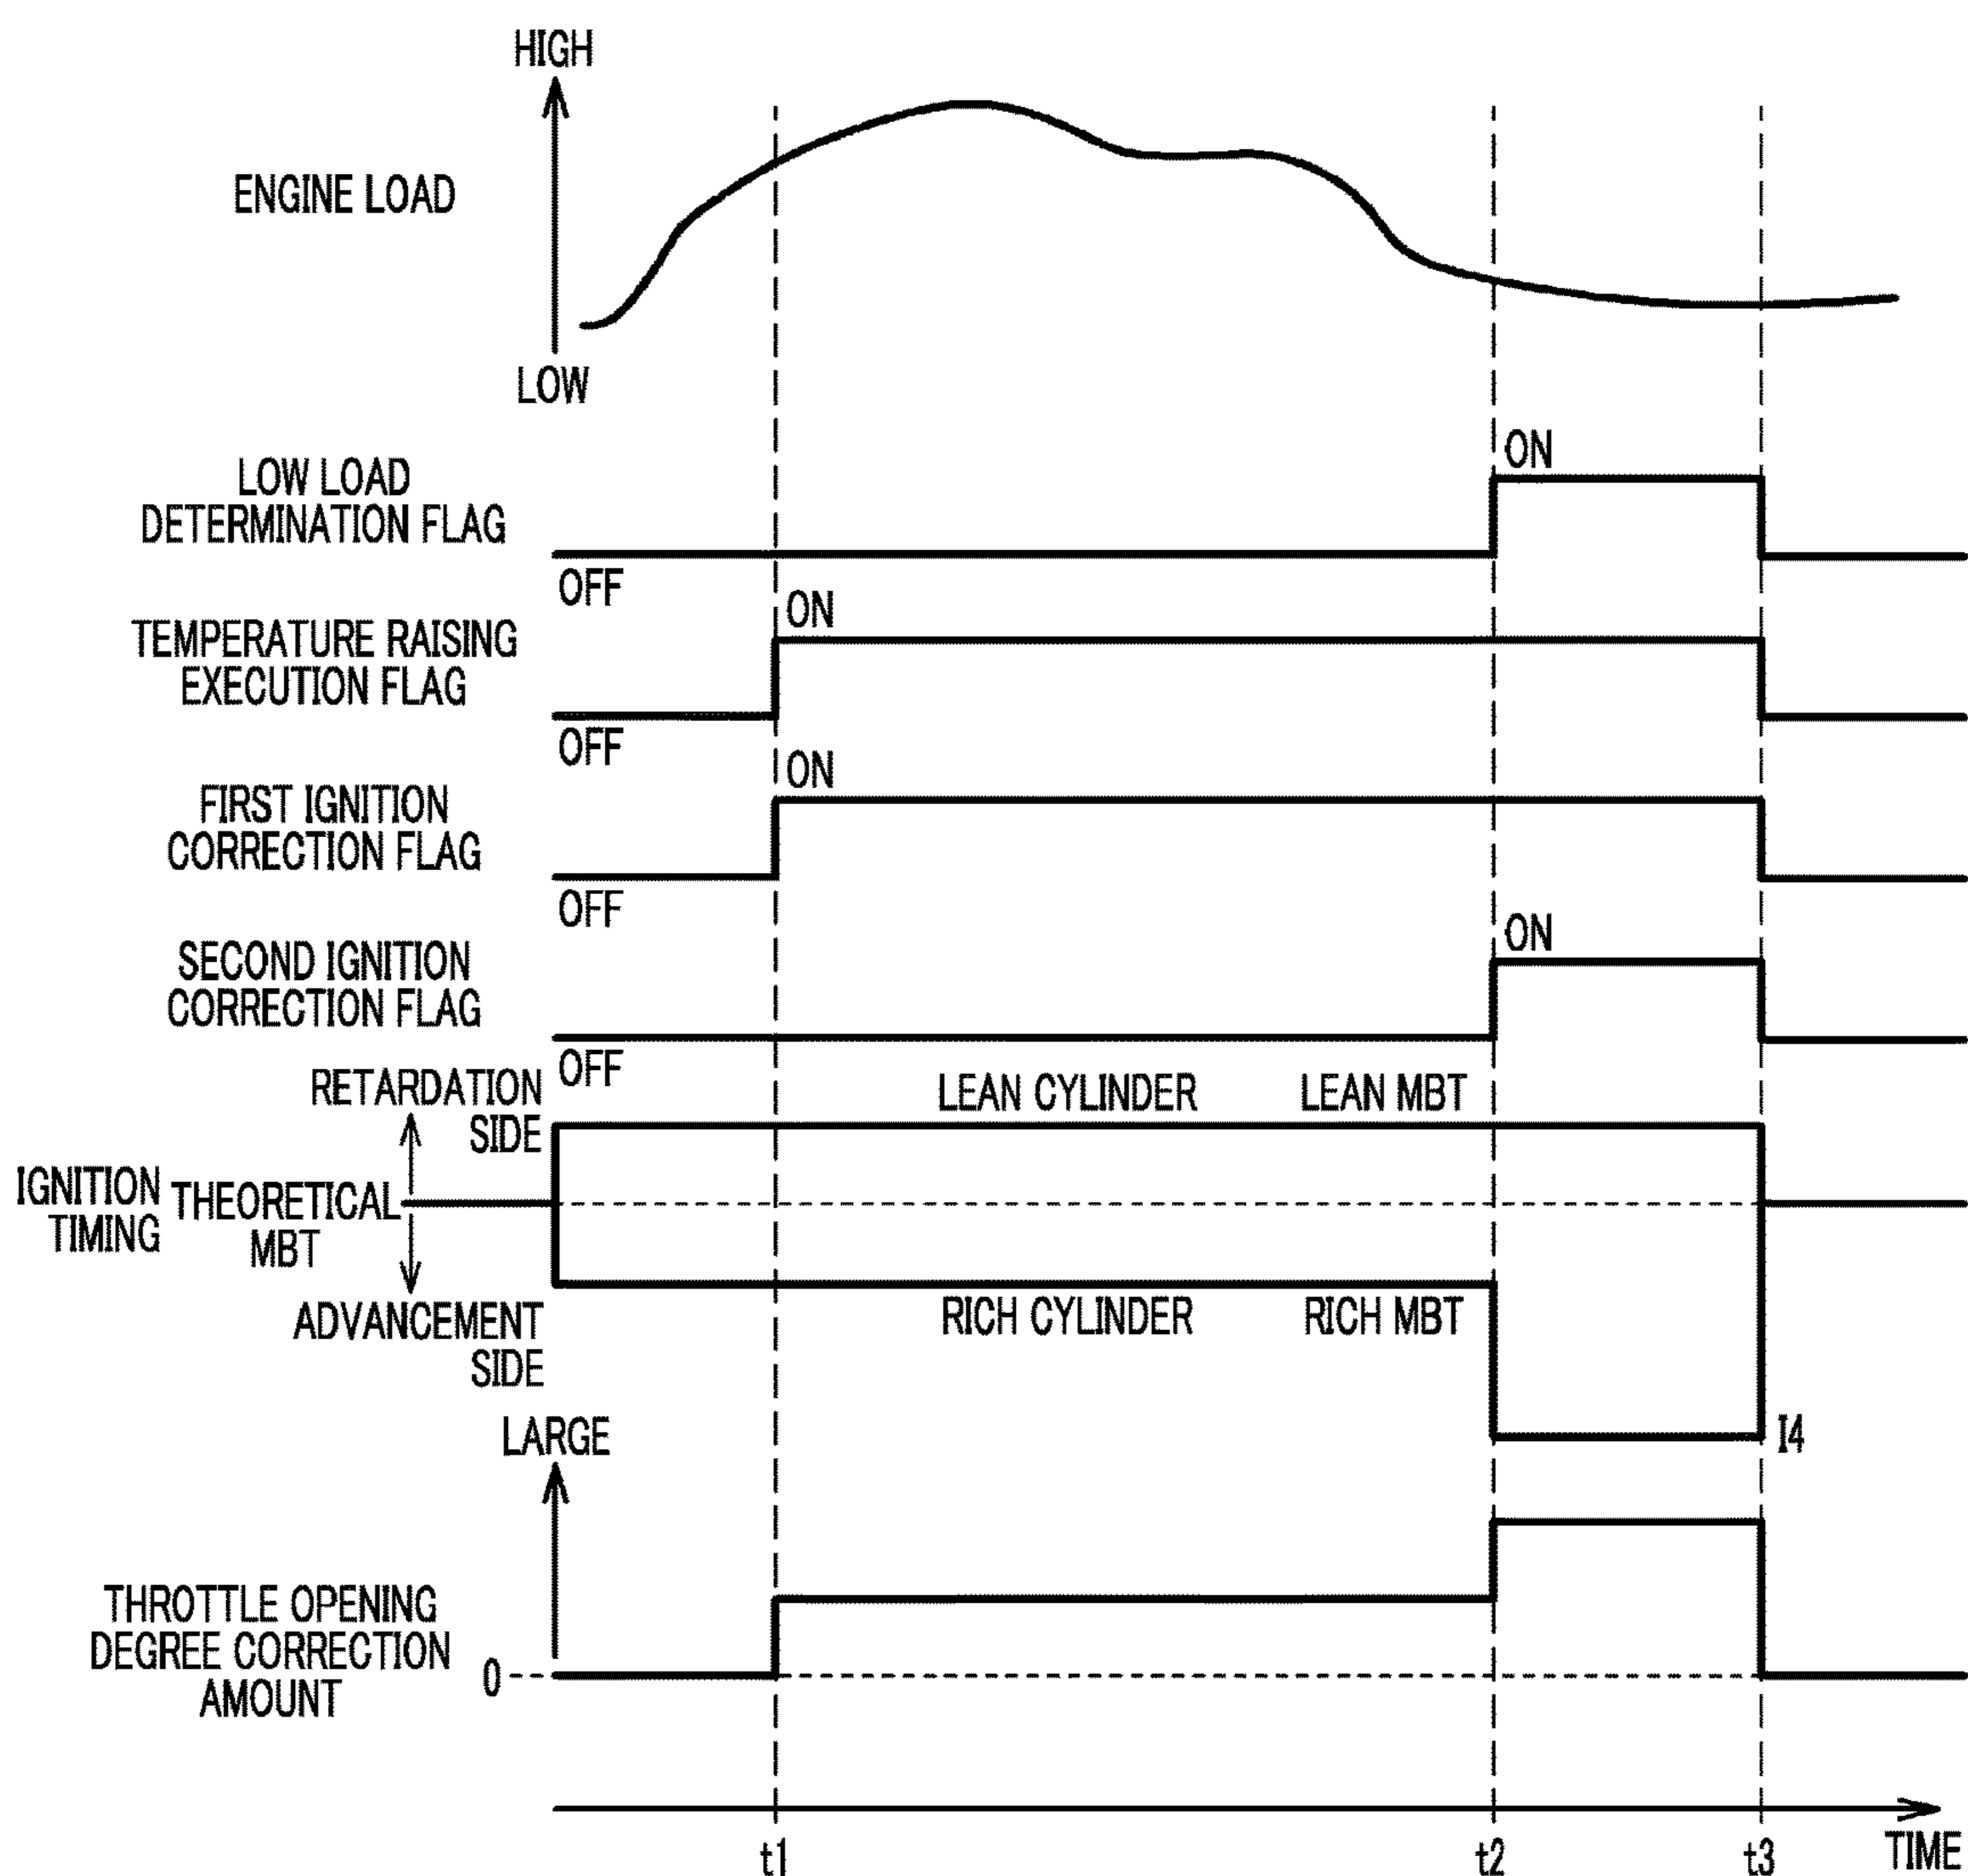 HIGH
ENGINE LOAD
LOW
LOW LOAD
DETERMINATION FLAG
ON
OFF
TEMPERATURE RAISING
EXECUTION FLAG
ON
OFF
FIRST IGNITION
CORRECTION FLAG
ON
OFF
SECOND IGNITION
CORRECTION FLAG
ON
OFF
RETARDATION
SIDE
LEAN CYLINDER
LEAN MBT
IGNITION
TIMING
THEORETICAL
MBT
ADVANCEMENT
SIDE
RICH CYLINDER
RICH MBT
I4
LARGE
THROTTLE OPENING
DEGREE CORRECTION
AMOUNT
0
t1
t2
t3
TIME